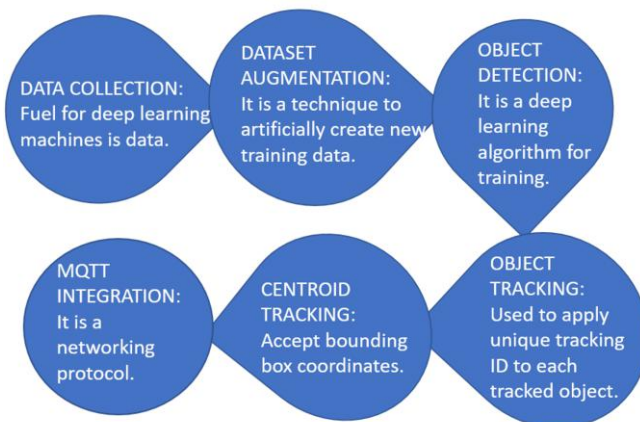 DATA COLLECTION:
Fuel for deep learning
machines is data.
DATASET
AUGMENTATION:
It is a technique to
artificially create new
training data.
OBJECT
DETECTION:
It is a deep
learning
algorithm for
training.
OBJECT
TRACKING:
Used to apply
unique tracking
ID to each
tracked object.
CENTROID
TRACKING:
Accept bounding
box coordinates.
MQTT
INTEGRATION:
It is a
networking
protocol.